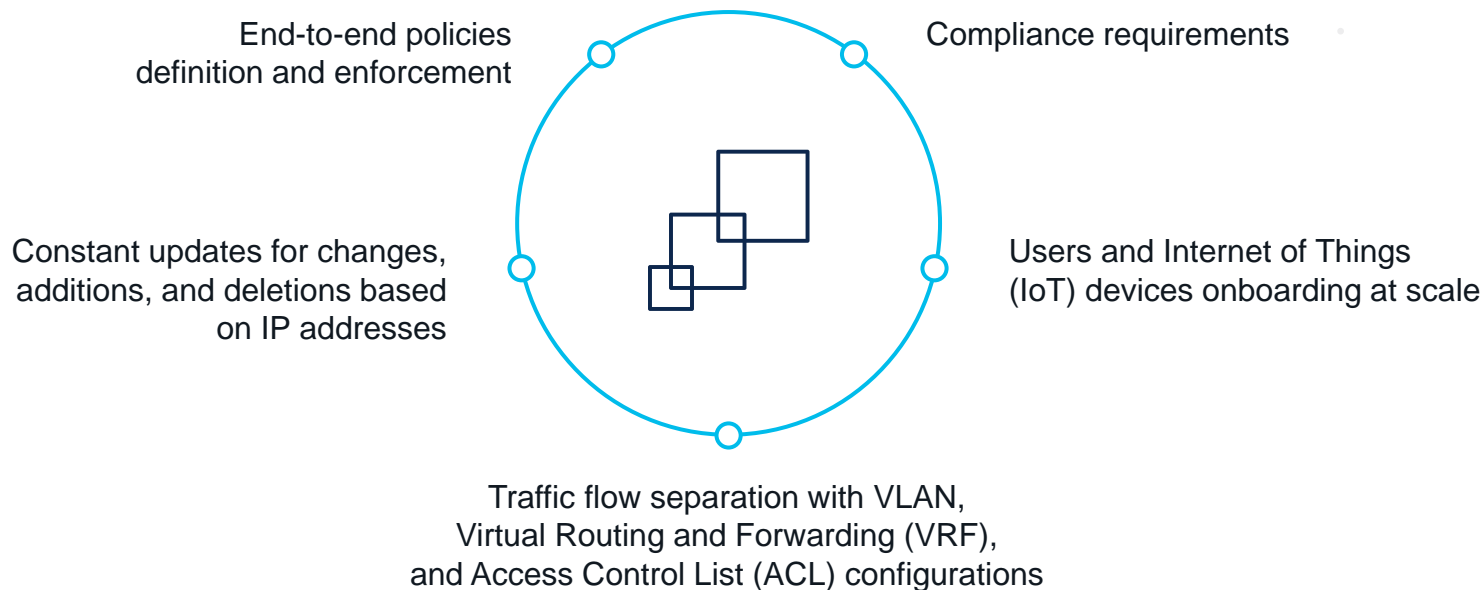 End-to-end policies
definition and enforcement
Compliance requirements
Constant updates for changes,
additions, and deletions based
on IP addresses
Users and Internet of Things
(IoT) devices onboarding at scale
Traffic flow separation with VLAN,
Virtual Routing and Forwarding (VRF),
and Access Control List (ACL) configurations